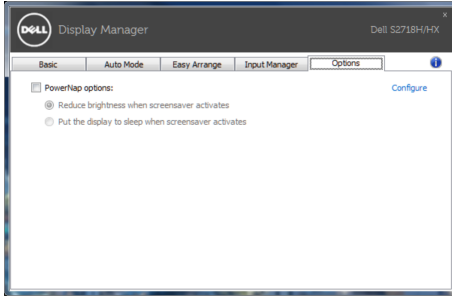 x
DELL Display Manager Dell S2718H/HX
Basic Auto Mode Easy Arrange Input Manager Options i
PowerNap options: Configure
Reduce brightness when screensaver activates
Put the display to sleep when screensaver activates